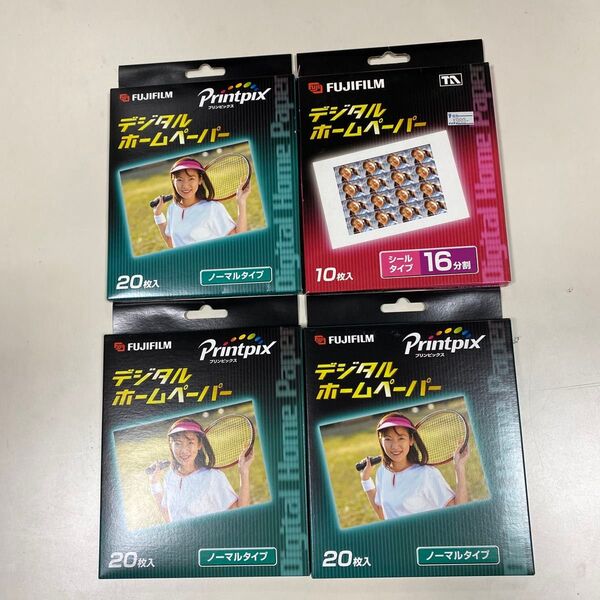 FUJIFILM
Printpix
プリンピックス
デジタル
ホームペーパー
Digital Home Paper
20枚入
ノーマルタイプ
Fuji
FUJIFILM
TA
デジタル
ホームペーパー
Digital Home Paper
シール
タイプ
16分割
10枚入
FUJIFILM
Printpix
プリンピックス
デジタル
ホームペーパー
Digital Home Paper
20枚入
ノーマルタイプ
FUJIFILM
Printpix
プリンピックス
デジタル
ホームペーパー
Digital Home Paper
20枚入
ノーマルタイプ